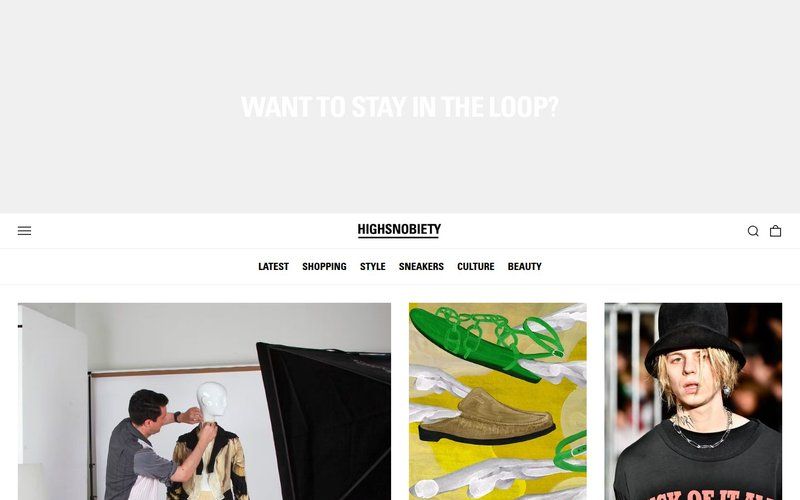 WANT TO STAY IN THE LOOP?
HIGHSNOBIETY
LATEST SHOPPING STYLE SNEAKERS CULTURE BEAUTY